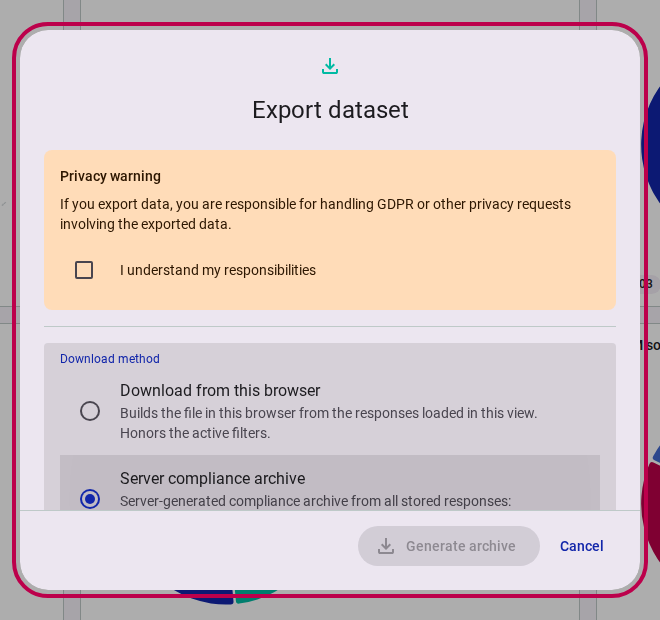 Export dataset
Privacy warning
If you export data, you are responsible for handling GDPR or other privacy requests
involving the exported data.
I understand my responsibilities
03
Download method
Download from this browser
Builds the file in this browser from the responses loaded in this view.
Honors the active filters.
Server compliance archive
Server-generated compliance archive from all stored responses:
Generate archive
Cancel